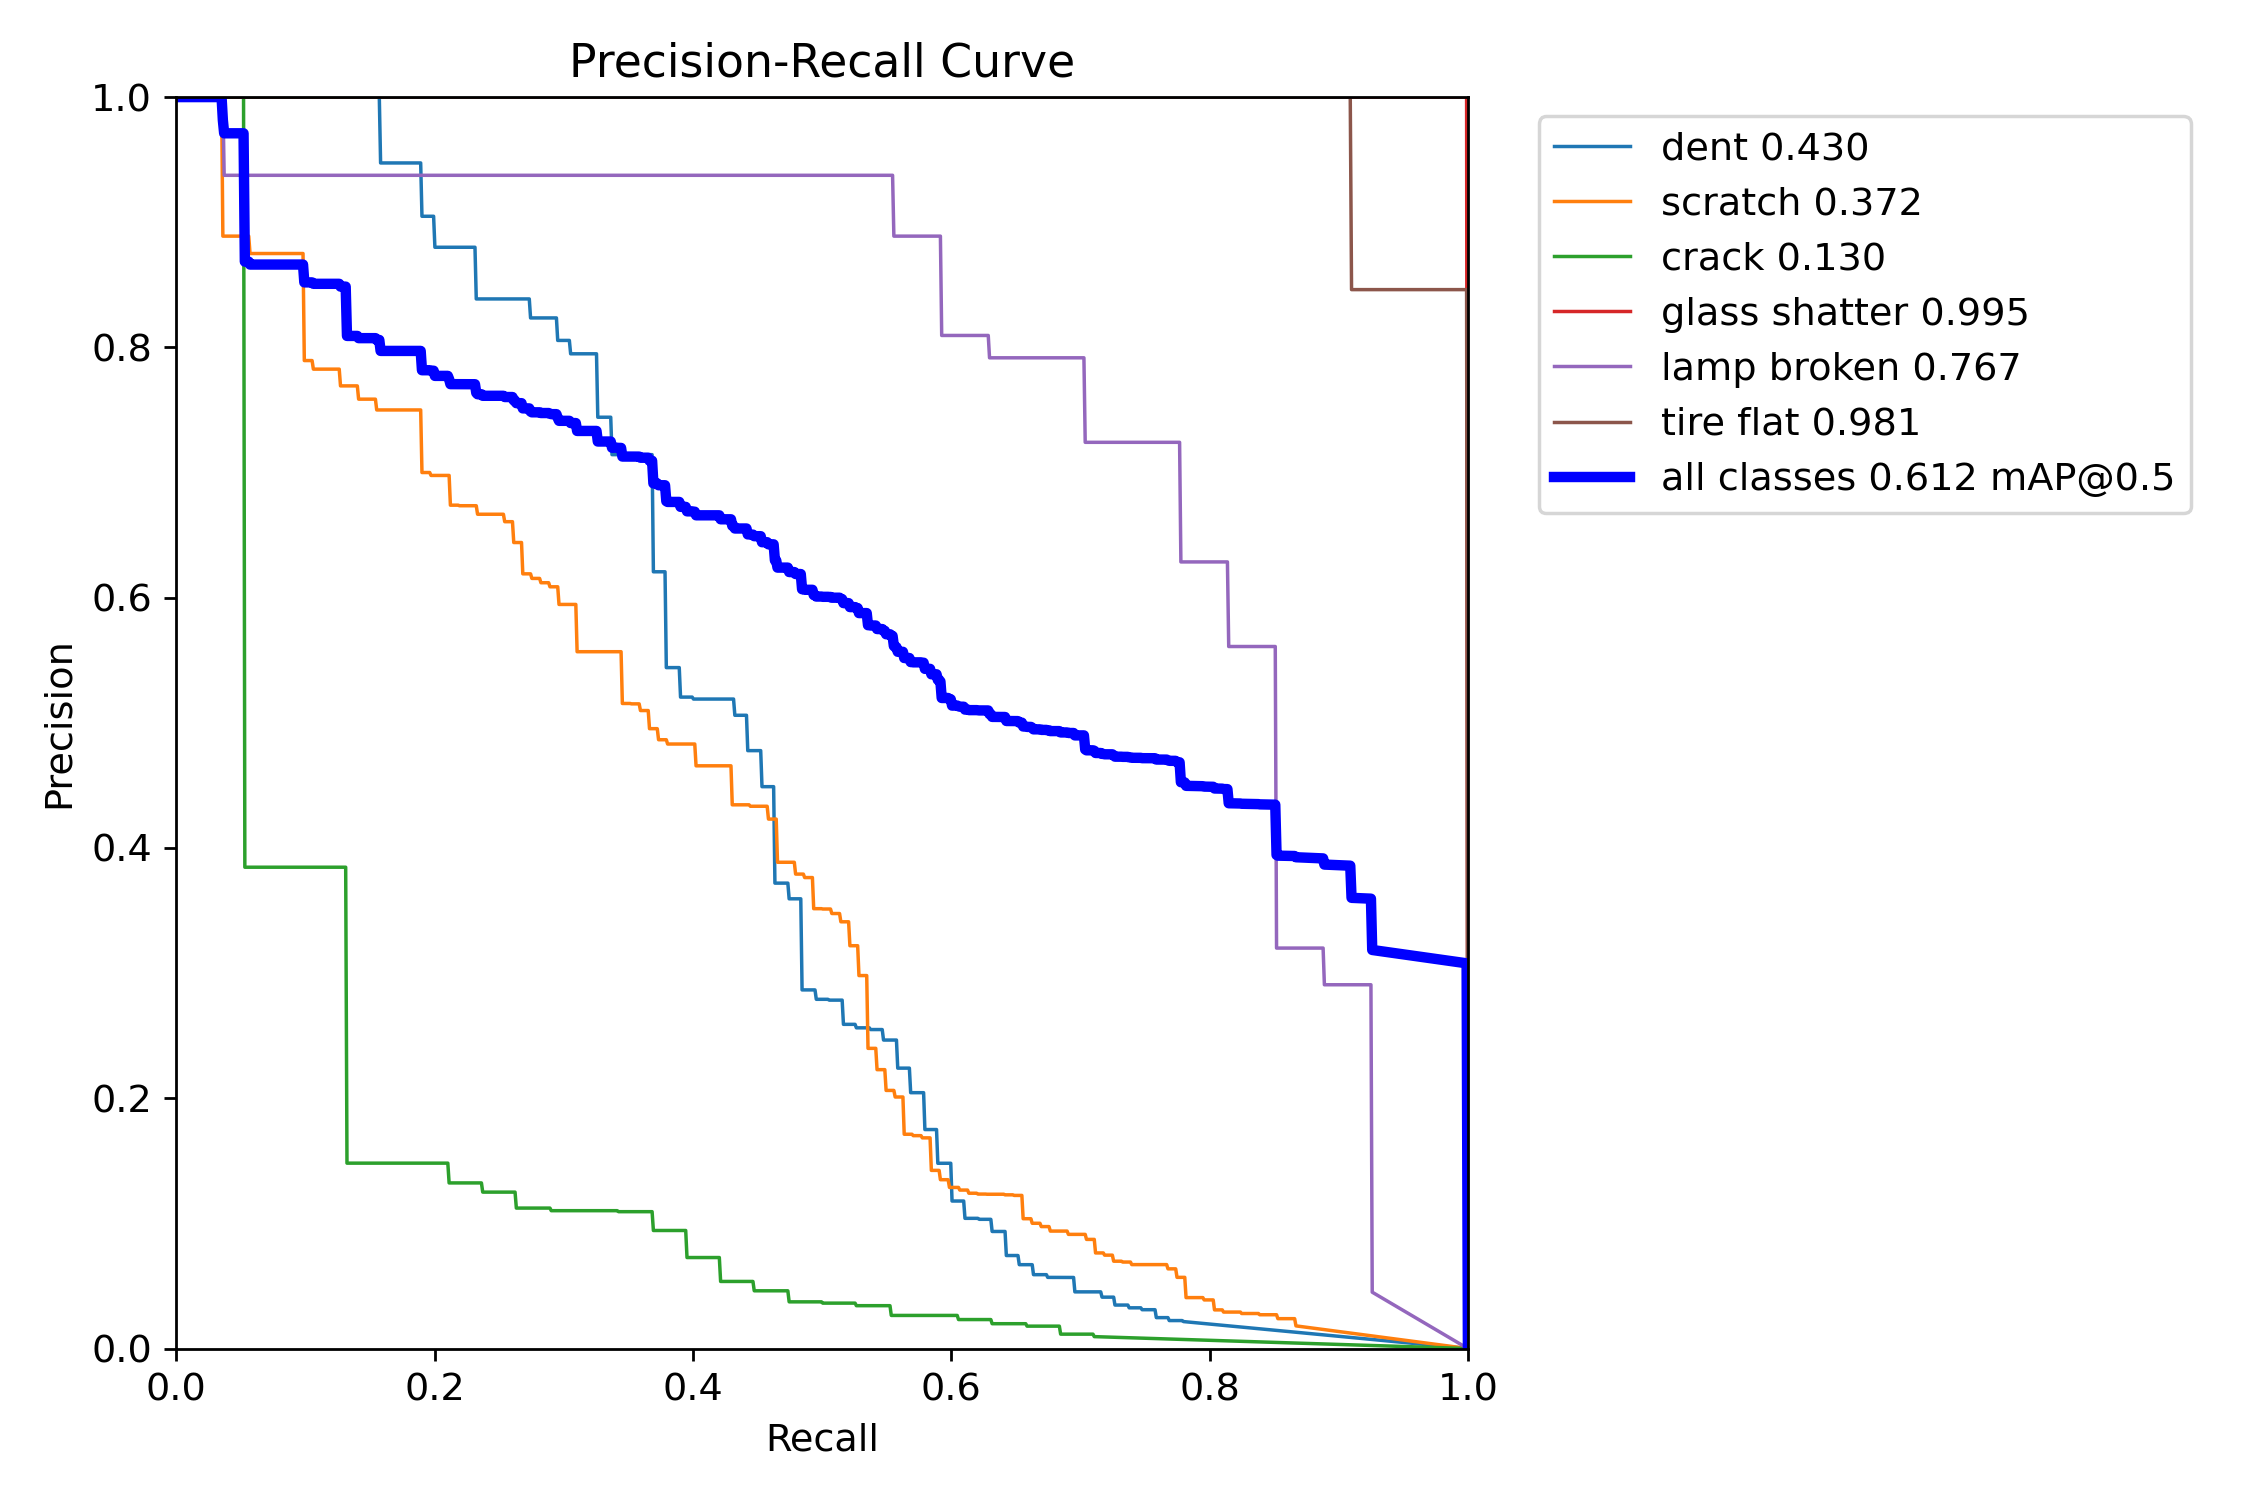 Precision-Recall Curve
1.0
0.8
0.6
0.4
0.2
0.0
Precision
0.0 0.2 0.4 0.6 0.8 1.0
Recall
dent 0.430
scratch 0.372
crack 0.130
glass shatter 0.995
lamp broken 0.767
tire flat 0.981
all classes 0.612 mAP@0.5